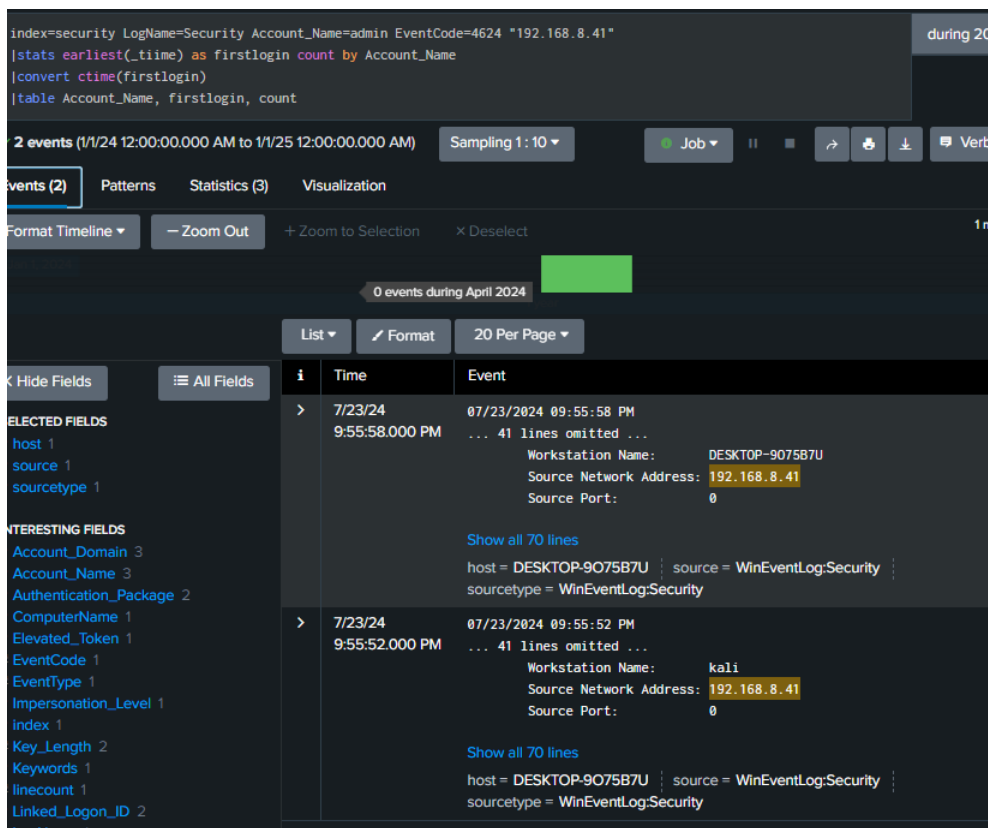 index=security LogName=Security Account_Name=admin EventCode=4624 "192.168.8.41"
|stats earliest(_tiime) as firstlogin count by Account_Name
|convert ctime(firstlogin)
|table Account_Name, firstlogin, count
during 20
2 events (1/1/24 12:00:00.000 AM to 1/1/25 12:00:00.000 AM)
Sampling 1 : 10
Job
Verb
Events (2)
Patterns
Statistics (3)
Visualization
Format Timeline
— Zoom Out
+ Zoom to Selection
× Deselect
1 m
0 events during April 2024
List
Format
20 Per Page
Hide Fields
All Fields
i
Time
Event
SELECTED FIELDS
host 1
source 1
sourcetype 1
INTERESTING FIELDS
Account_Domain 3
Account_Name 3
Authentication_Package 2
ComputerName 1
Elevated_Token 1
EventCode 1
EventType 1
Impersonation_Level 1
index 1
Key_Length 2
Keywords 1
linecount 1
Linked_Logon_ID 2
7/23/24
9:55:58.000 PM
07/23/2024 09:55:58 PM
... 41 lines omitted ...
Workstation Name: DESKTOP-9O75B7U
Source Network Address: 192.168.8.41
Source Port: 0
Show all 70 lines
host = DESKTOP-9O75B7U source = WinEventLog:Security
sourcetype = WinEventLog:Security
7/23/24
9:55:52.000 PM
07/23/2024 09:55:52 PM
... 41 lines omitted ...
Workstation Name: kali
Source Network Address: 192.168.8.41
Source Port: 0
Show all 70 lines
host = DESKTOP-9O75B7U source = WinEventLog:Security
sourcetype = WinEventLog:Security